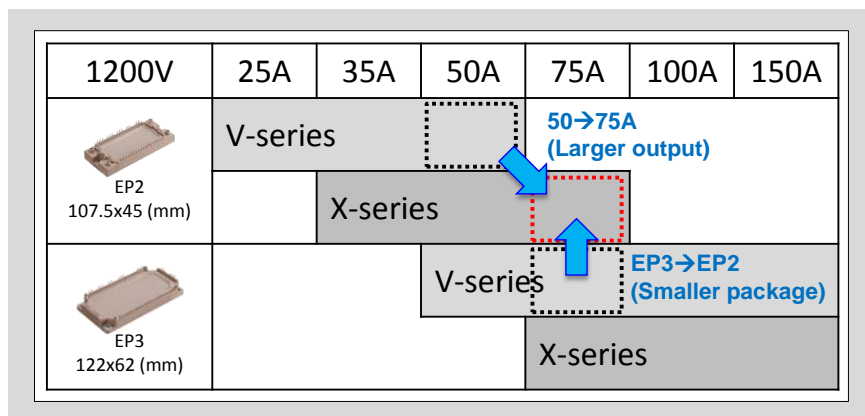 1200V 25A 35A 50A 75A 100A 150A
V-series
50→75A
(Larger output)
EP2
107.5x45 (mm)
X-series
V-series
EP3→EP2
(Smaller package)
EP3
122x62 (mm)
X-series